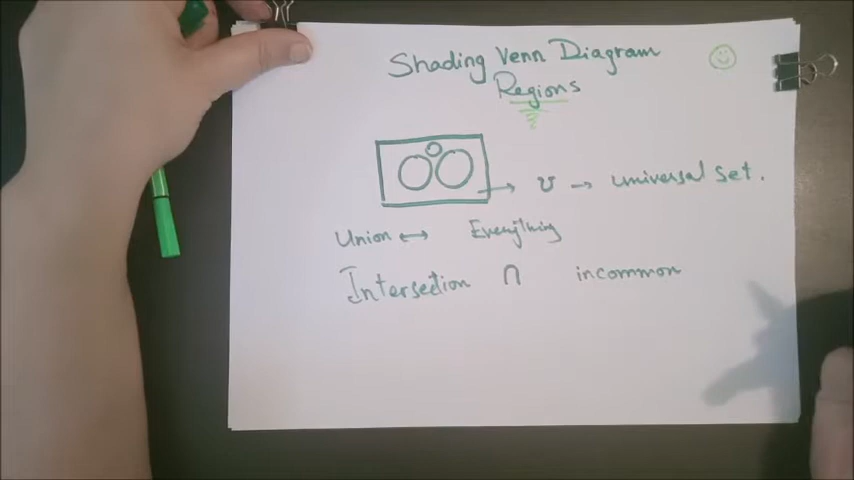 Shading Venn Diagram
Regions
→ U → universal set.
Union ↔ Everything
Intersection ∩ incommon